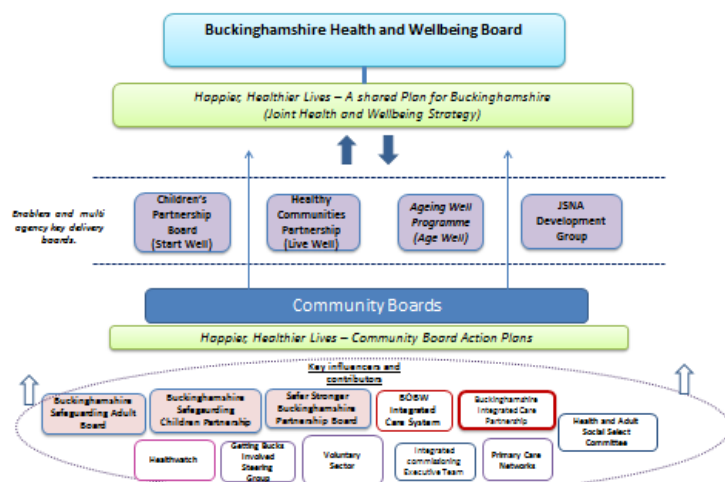 Buckinghamshire Health and Wellbeing Board
Happier, Healthier Lives – A shared Plan for Buckinghamshire
(Joint Health and Wellbeing Strategy)
Enablers and multi
agency key delivery
boards.
Children's
Partnership
Board
(Start Well)
Healthy
Communities
Partnership
(Live Well)
Ageing Well
Programme
(Age Well)
JSNA
Development
Group
Community Boards
Happier, Healthier Lives – Community Board Action Plans
Key influencers and
contributors
Buckinghamshire
Safeguarding Adult
Board
Buckinghamshire
Safegaurding
Children Partnership
Safer Stronger
Buckinghamshire
Partnership Board
BOBW
Integrated
Care System
Buckinghamshire
Integrated Care
Partnership
Health and Adult
Social Select
Committee
Healthwatch
Getting Bucks
Involved
Steering
Group
Voluntary
Sector
Integrated
commissioning
Executive Team
Primary Care
Networks